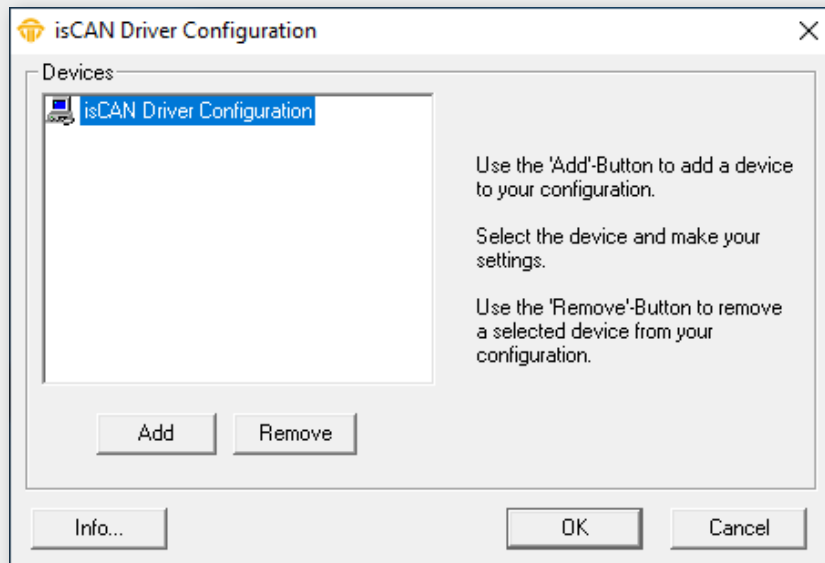 isCAN Driver Configuration
Devices
isCAN Driver Configuration
Use the 'Add'-Button to add a device
to your configuration.
Select the device and make your
settings.
Use the 'Remove'-Button to remove
a selected device from your
configuration.
Add
Remove
Info...
OK
Cancel